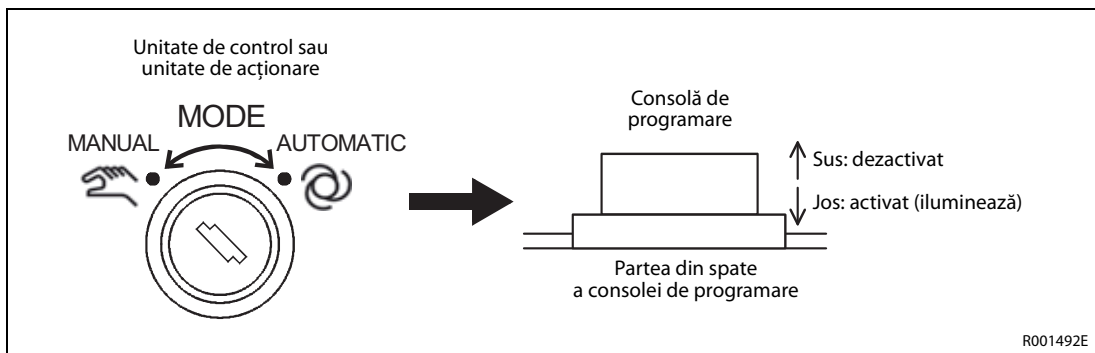 Unitate de control sau
unitate de acționare
MODE
MANUAL
AUTOMATIC
Consolă de
programare
Sus: dezactivat
Jos: activat (iluminează)
Partea din spate
a consolei de programare
R001492E